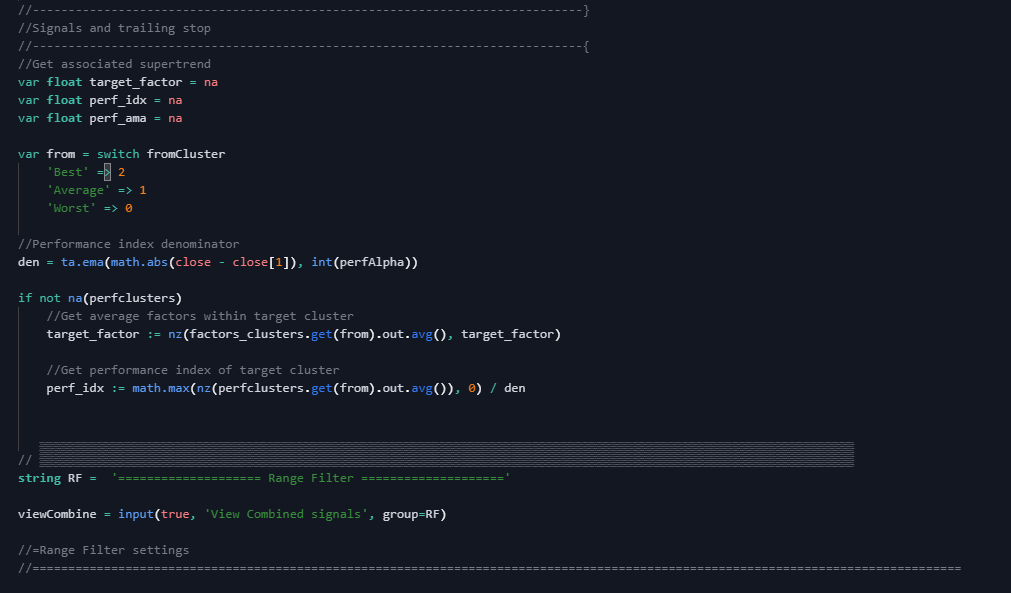 //-----------------------------------------------------------------------------}
//Signals and trailing stop
//-----------------------------------------------------------------------------{
//Get associated supertrend
var float target_factor = na
var float perf_idx = na
var float perf_ama = na
var from = switch fromCluster
    'Best' => 2
    'Average' => 1
    'Worst' => 0
//Performance index denominator
den = ta.ema(math.abs(close - close[1]), int(perfAlpha))
if not na(perfclusters)
    //Get average factors within target cluster
    target_factor := nz(factors_clusters.get(from).out.avg(), target_factor)
    //Get performance index of target cluster
    perf_idx := math.max(nz(perfclusters.get(from).out.avg()), 0) / den
//
string RF =  '==================== Range Filter ===================='
viewCombine = input(true, 'View Combined signals', group=RF)
//=Range Filter settings
//==================================================================================================================================